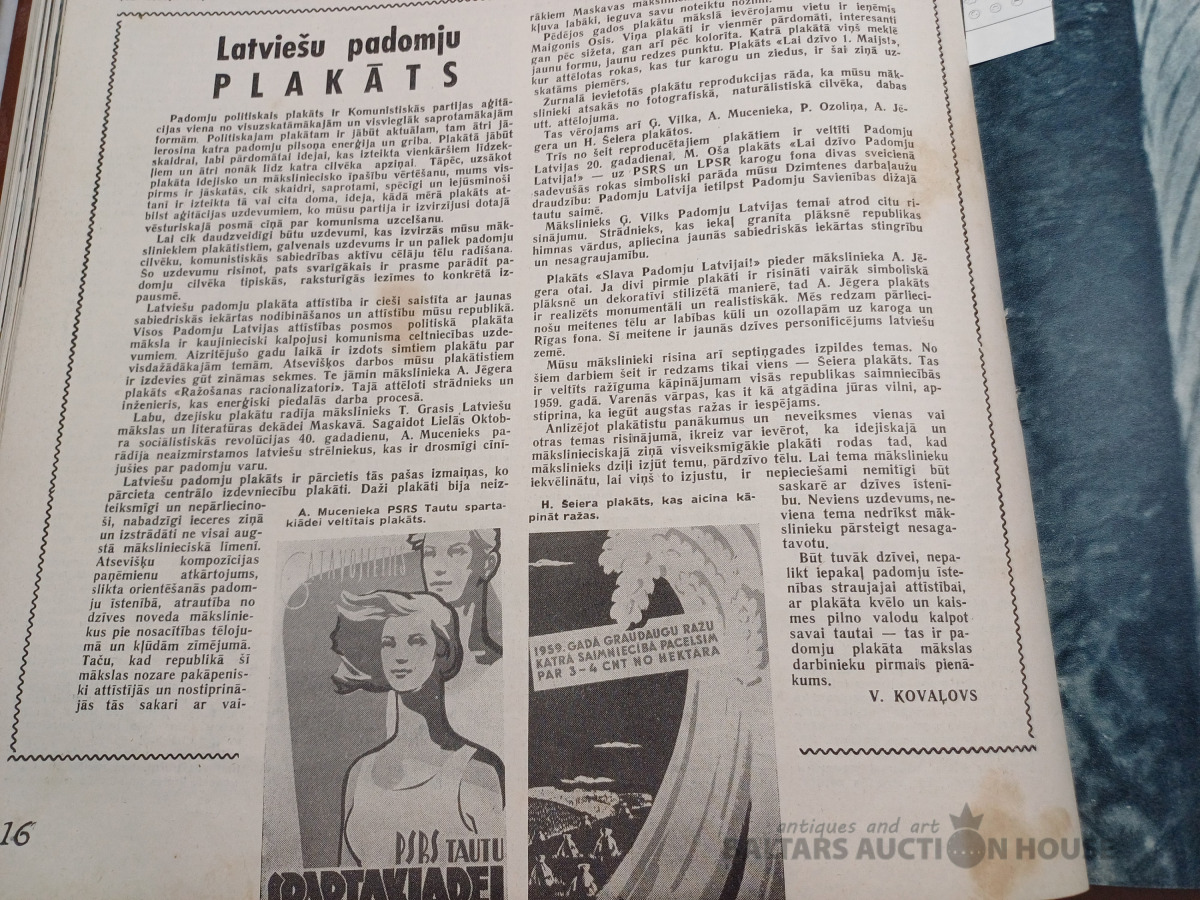 Latviešu padomju
PLAKĀTS
Padomju politiskais plakāts ir Komunistiskās partijas aģitā-
cijas viena no visuzskatāmākajām un visvieglāk saprotamākajām
formām. Politiskajam plakātam ir jābūt aktuālam, tam ātri jā-
ierosina katra padomju pilsoņa enerģija un griba. Plakātā jābūt
skaidrai, labi pārdomātai idejai, kas izteikta vienkāršiem līdzek-
ļiem un ātri nonāk līdz katra cilvēka apziņai. Tāpēc, uzsākot
plakāta idejisko un māksliniecisko īpašību vērtēšanu, mums vis-
pirms ir jāskatās, cik skaidri, saprotami, spēcīgi un iejūsminoši
tanī ir izteikta tā vai cita doma, ideja, kādā mērā plakāts at-
bilst aģitācijas uzdevumiem, ko mūsu partija ir izvirzījusi dotajā
vēsturiskajā posmā cīņā par komunisma uzcelšanu.
Lai cik daudzveidīgi būtu uzdevumi, kas izvirzās mūsu māk-
sliniekiem plakātistiem, galvenais uzdevums ir un paliek padomju
cilvēku, komunistiskās sabiedrības aktīvu cēlāju tēlu radīšana.
Šo uzdevumu risinot, pats svarīgākais ir prasme parādīt pa-
domju cilvēka tipiskās, raksturīgās iezīmes to konkrētā iz-
pausmē.
Latviešu padomju plakāta attīstība ir cieši saistīta ar jaunas
sabiedriskās iekārtas nodibināšanos un attīstību mūsu republikā.
Visos Padomju Latvijas attīstības posmos politiskā plakāta
māksla ir kaujinieciski kalpojusi komunisma celtniecības uzde-
vumiem. Aizritējušo gadu laikā ir izdots simtiem plakātu par
visdažādākajām temām. Atsevišķos darbos mūsu plakātistiem
ir izdevies gūt zināmas sekmes. Te jāmin mākslinieka A. Jēgera
plakāts «Ražošanas racionalizatori». Tajā attēloti strādnieks un
inženieris, kas enerģiski piedalās darba procesā.
Labu, dzejisku plakātu radīja mākslinieks T. Grasis Latviešu
mākslas un literatūras dekādei Maskavā. Sagaidot Lielās Oktob-
ra sociālistiskās revolūcijas 40. gadadienu, A. Mucenieks pa-
rādīja neaizmirstamos latviešu strēlniekus, kas ir drosmīgi cīnī-
jušies par padomju varu.
Latviešu padomju plakāts ir pārcietis tās pašas izmaiņas, ko
pārcieta centrālo izdevniecību plakāti. Daži plakāti bija neiz-
teiksmīgi un nepārliecino-
ši, nabadzīgi ieceres ziņā
un izstrādāti ne visai aug-
stā mākslinieciskā līmenī.
Atsevišķu kompozīcijas
paņēmienu atkārtojums,
slikta orientēšanās padom-
ju īstenībā, atrautība no
dzīves noveda mākslinie-
kus pie nosacītības tēloju-
mā un kļūdām zīmējumā.
Taču, kad republikā šī
mākslas nozare pakāpenis-
ki attīstījās un nostiprinā-
jās tās sakari ar vai-
rākiem Maskavas
kļuva labāki, ieguva savu noteiktu nozīmi.
Pēdējos gados plakātu mākslā ievērojamu vietu ir ieņēmis
Maigonis Osis. Viņa plakāti ir vienmēr pārdomāti, interesanti
gan pēc sižeta, gan arī pēc kolorīta. Katrā plakātā viņš meklē
jaunu formu, jaunu redzes punktu. Plakāts «Lai dzīvo 1. Maijs!»,
kur attēlotas rokas, kas tur karogu un ziedus, ir šai ziņā uz-
skatāms piemērs.
Žurnalā ievietotās plakātu reprodukcijas rāda, ka mūsu māk-
slinieki atsakās no fotografiskā, naturālistiskā cilvēka, dabas
utt. attēlojuma.
Tas vērojams arī Ģ. Vilka, A. Mucenieka, P. Ozoliņa, A. Jē-
gera un H. Šeiera plakātos.
Trīs no šeit reproducētajiem plakātiem ir veltīti Padomju
Latvijas 20. gadadienai. M. Oša plakāts «Lai dzīvo Padomju
Latvija!» — uz PSRS un LPSR karogu fona divas sveicienā
sadevušās rokas simboliski parāda mūsu Dzimtenes darbaļaužu
draudzību: Padomju Latvija ietilpst Padomju Savienības dižajā
tautu saimē.
Mākslinieks Ģ. Vilks Padomju Latvijas temai atrod citu ri-
sinājumu. Strādnieks, kas iekaļ granīta plāksnē republikas
himnas vārdus, apliecina jaunās sabiedriskās iekārtas stingrību
un nesagraujamību.
Plakāts «Slava Padomju Latvijai!» pieder mākslinieka A. Jē-
gera otai. Ja divi pirmie plakāti ir risināti vairāk simboliskā
plāksnē un dekoratīvi stilizētā manierē, tad A. Jēgera plakāts
ir realizēts monumentāli un realistiskāk. Mēs redzam pārlieci-
nošu meitenes tēlu ar labības kūli un ozollapām uz karoga un
Rīgas fona. Šī meitene ir jaunās dzīves personificējums latviešu
zemē.
Mūsu mākslinieki risina arī septiņgades izpildes temas. No
šiem darbiem šeit ir redzams tikai viens — Šeiera plakāts. Tas
ir veltīts ražīguma kāpinājumam visās republikas saimniecībās
1959. gadā. Varenās vārpas, kas it kā atgādina jūras vilni, ap-
stiprina, ka iegūt augstas ražas ir iespējams.
Anlizējot plakātistu panākumus un neveiksmes vienas vai
otras temas risinājumā, ikreiz var ievērot, ka idejiskajā un
mākslinieciskajā ziņā visveiksmīgākie plakāti rodas tad, kad
mākslinieks dziļi izjūt temu, pārdzīvo tēlu. Lai tema mākslinieku
iekvēlinātu, lai viņš to izjustu, ir nepieciešami nemitīgi būt
saskarē ar dzīves īstenī-
bu. Neviens uzdevums, ne-
viena tema nedrīkst māk-
slinieku pārsteigt nesaga-
tavotu.
Būt tuvāk dzīvei, nepa-
likt iepakaļ padomju īste-
nības straujajai attīstībai,
ar plakāta kvēlo un kais-
mes pilno valodu kalpot
savai tautai — tas ir pa-
domju plakāta mākslas
darbinieku pirmais pienā-
kums.
V. KOVAĻOVS
A. Mucenieka PSRS Tautu sparta-
kiādei veltītais plakāts.
H. Šeiera plakāts, kas aicina kā-
pināt ražas.
GATAVOJIETIES
PSRS TAUTU
SPARTAKIADEI
1959. GADĀ GRAUDAUGU RAŽU
KATRĀ SAIMNIECĪBĀ PACELSIM
PAR 3–4 CNT NO HEKTĀRA
16
antiques and art
BALTARS AUCTION HOUSE